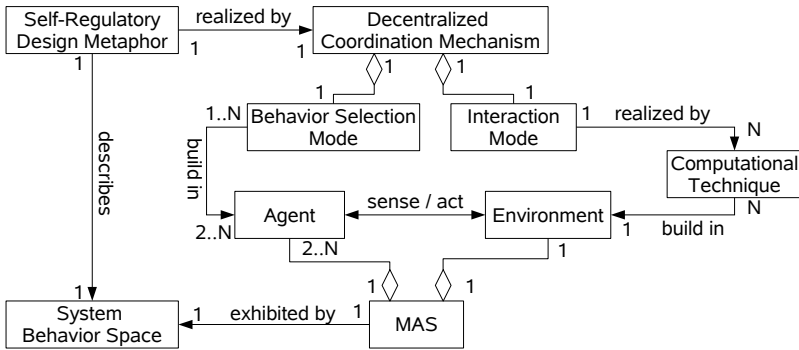 Self-Regulatory
Design Metaphor
realized by
1
1
Decentralized
Coordination Mechanism
1
1
1
describes
1
1
1
1..N
Behavior Selection
Mode
Interaction
Mode
1
realized by
N
build in
Computational
Technique
N
2..N
Agent
sense / act
Environment
1
build in
2..N
1
1
1
System
Behavior Space
1
exhibited by
1
MAS